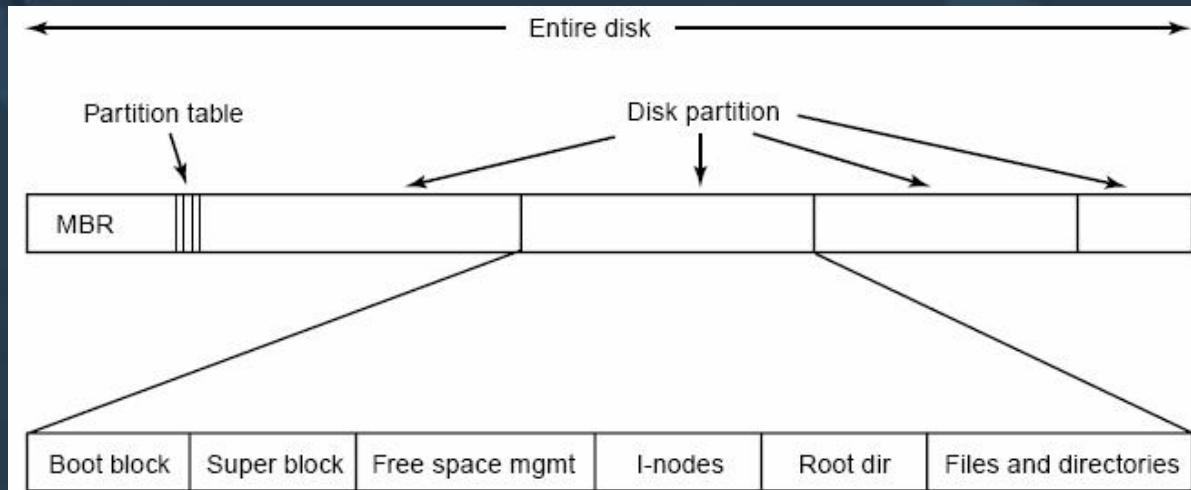 Entire disk
Partition table
Disk partition
MBR
Boot block
Super block
Free space mgmt
I-nodes
Root dir
Files and directories